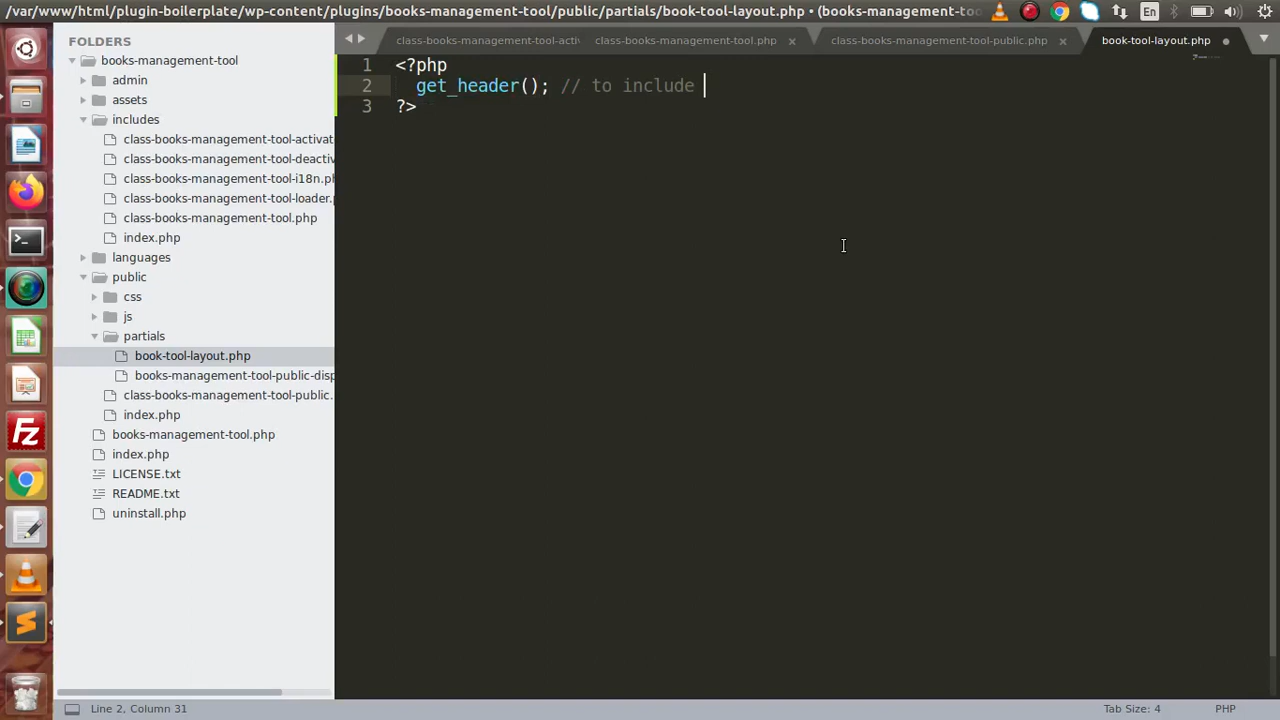 /var/www/html/plugin-boilerplate/wp-content/plugins/books-management-tool/public/partials/book-tool-layout.php • (books-management-to...
En
class-books-management-tool-activ
class-books-management-tool.php ×
class-books-management-tool-public.php ×
book-tool-layout.php
FOLDERS
books-management-tool
admin
assets
includes
class-books-management-tool-activat
class-books-management-tool-deactiv
class-books-management-tool-i18n.ph
class-books-management-tool-loader.p
class-books-management-tool.php
index.php
languages
public
css
js
partials
book-tool-layout.php
books-management-tool-public-disp
class-books-management-tool-public.
index.php
books-management-tool.php
index.php
LICENSE.txt
README.txt
uninstall.php
1 <?php
2 get_header(); // to include
3 ?>
Line 2, Column 31
Tab Size: 4
PHP